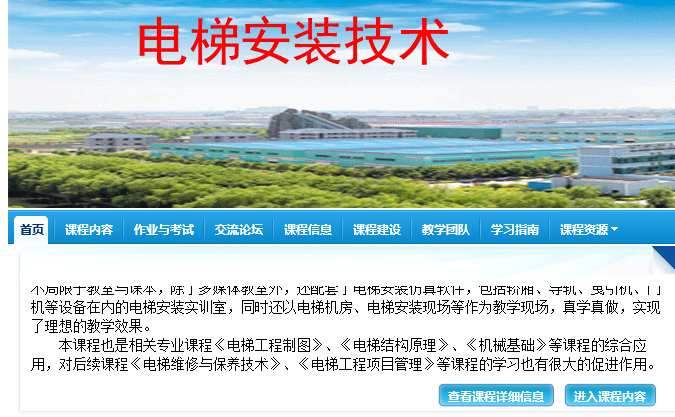 电梯安装技术
首页 课程内容 作业与考试 交流论坛 课程信息 课程建设 教学团队 学习指南 课程资源
不局限于教室与课本，除了多媒体教室外，还配套了电梯安装仿真软件，包括轿厢、导轨、曳引机、门
机等设备在内的电梯安装实训室，同时还以电梯机房、电梯安装现场等作为教学现场，真学真做，实现
了理想的教学效果。
本课程也是相关专业课程《电梯工程制图》、《电梯结构原理》、《机械基础》等课程的综合应
用，对后续课程《电梯维修与保养技术》、《电梯工程项目管理》等课程的学习也有很大的促进作用。
查看课程详细信息 进入课程内容